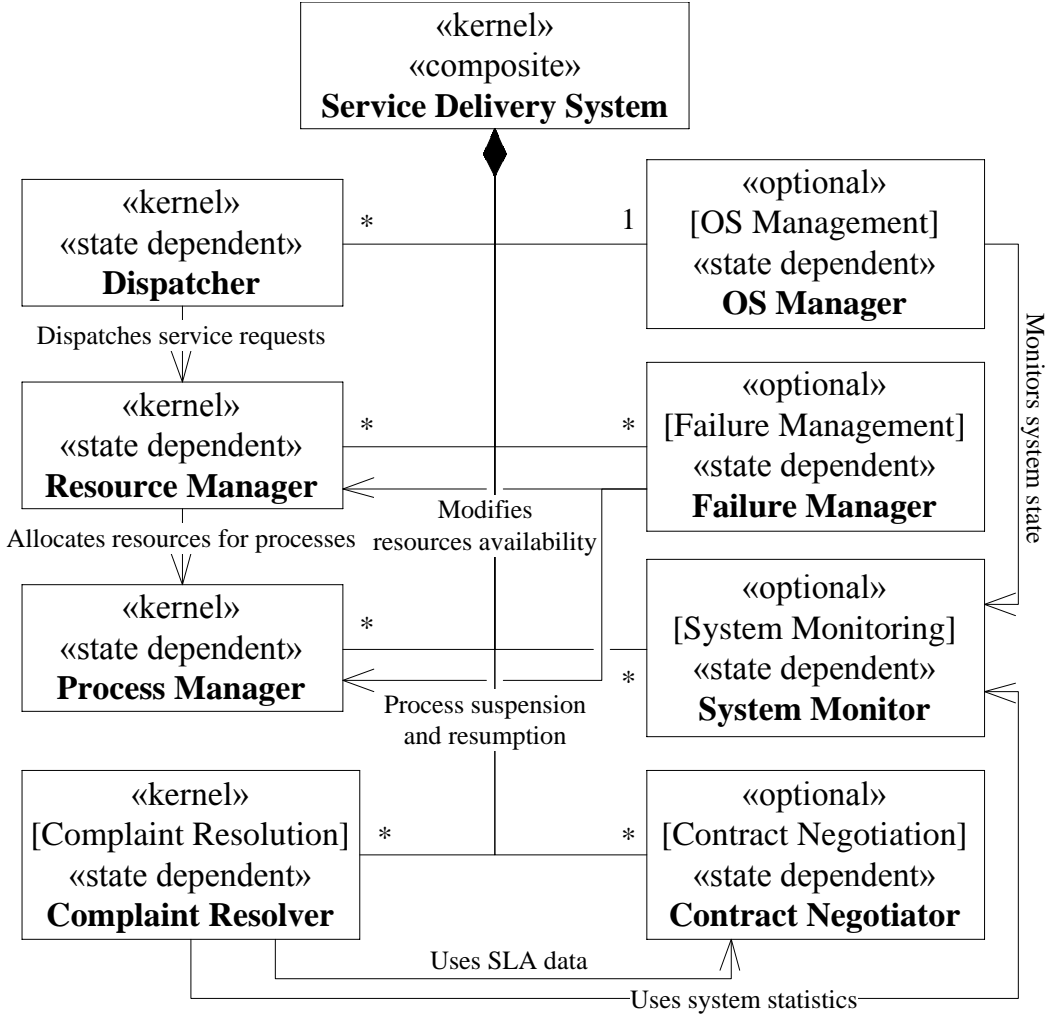 «kernel»
«composite»
Service Delivery System
«kernel»
«state dependent»
Dispatcher
*
1
«optional»
[OS Management]
«state dependent»
OS Manager
Dispatches service requests
Monitors system state
«kernel»
«state dependent»
Resource Manager
*
*
«optional»
[Failure Management]
«state dependent»
Failure Manager
Modifies
resources availability
Allocates resources for processes
«kernel»
«state dependent»
Process Manager
*
*
«optional»
[System Monitoring]
«state dependent»
System Monitor
Process suspension
and resumption
«kernel»
[Complaint Resolution]
«state dependent»
Complaint Resolver
*
*
«optional»
[Contract Negotiation]
«state dependent»
Contract Negotiator
Uses SLA data
Uses system statistics